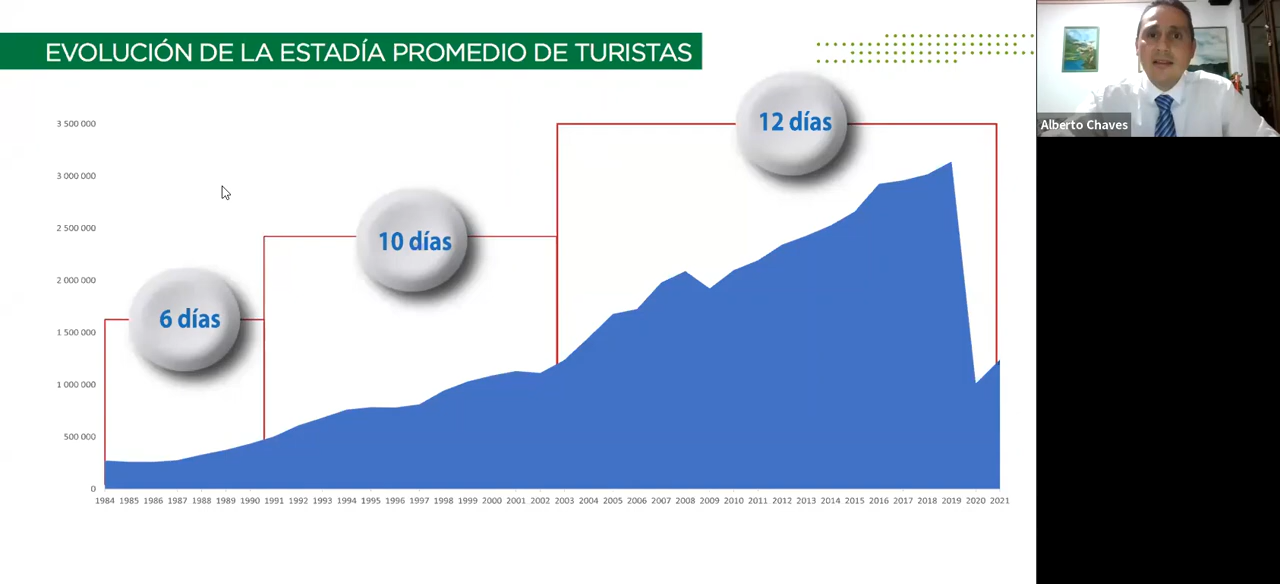 EVOLUCIÓN DE LA ESTADÍA PROMEDIO DE TURISTAS
Alberto Chaves
12 días
10 días
6 días
3 500 000
3 000 000
2 500 000
2 000 000
1 500 000
1 000 000
500 000
0
1984 1985 1986 1987 1988 1989 1990 1991 1992 1993 1994 1995 1996 1997 1998 1999 2000 2001 2002 2003 2004 2005 2006 2007 2008 2009 2010 2011 2012 2013 2014 2015 2016 2017 2018 2019 2020 2021